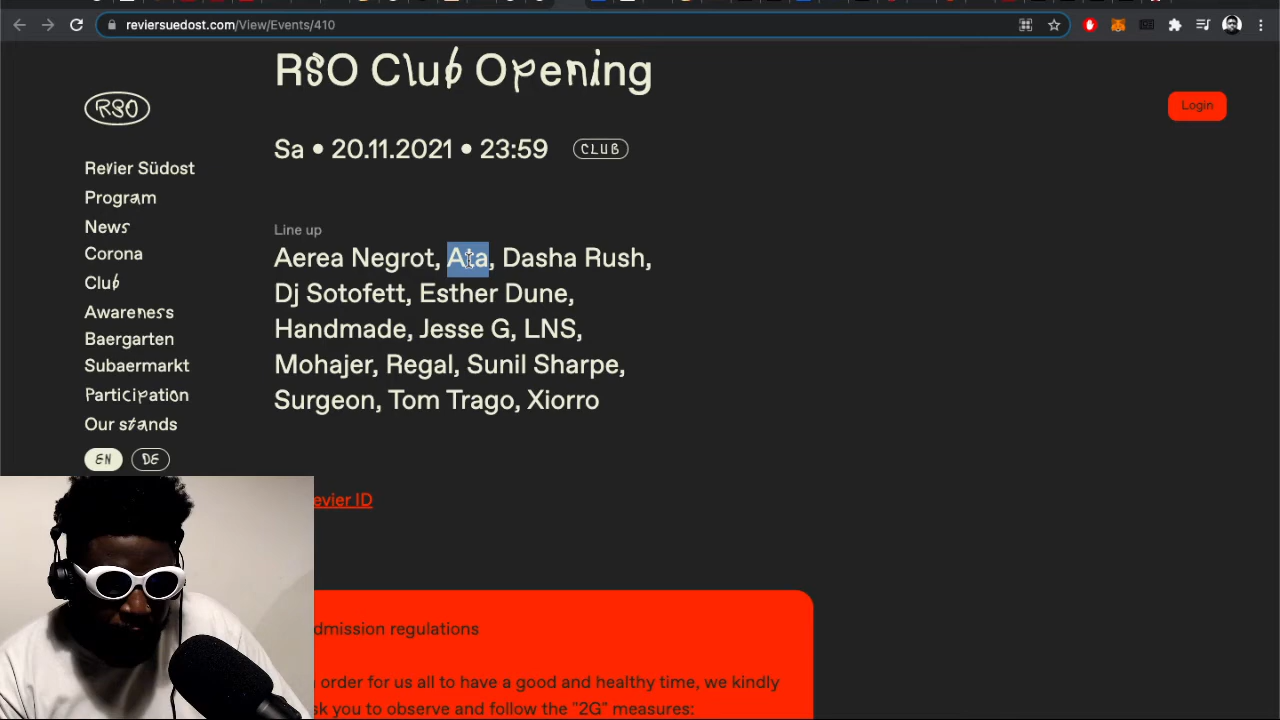 reviersuedost.com/View/Events/410
RSO Club Opening
RSO
Login
Sa • 20.11.2021 • 23:59 CLUB
Revier Südost
Program
News
Corona
Club
Awareness
Baergarten
Subaermarkt
Participation
Our stands
EN DE
Line up
Aerea Negrot, Ata, Dasha Rush,
Dj Sotofett, Esther Dune,
Handmade, Jesse G, LNS,
Mohajer, Regal, Sunil Sharpe,
Surgeon, Tom Trago, Xiorro
evier ID
dmission regulations
order for us all to have a good and healthy time, we kindly
sk you to observe and follow the "2G" measures: